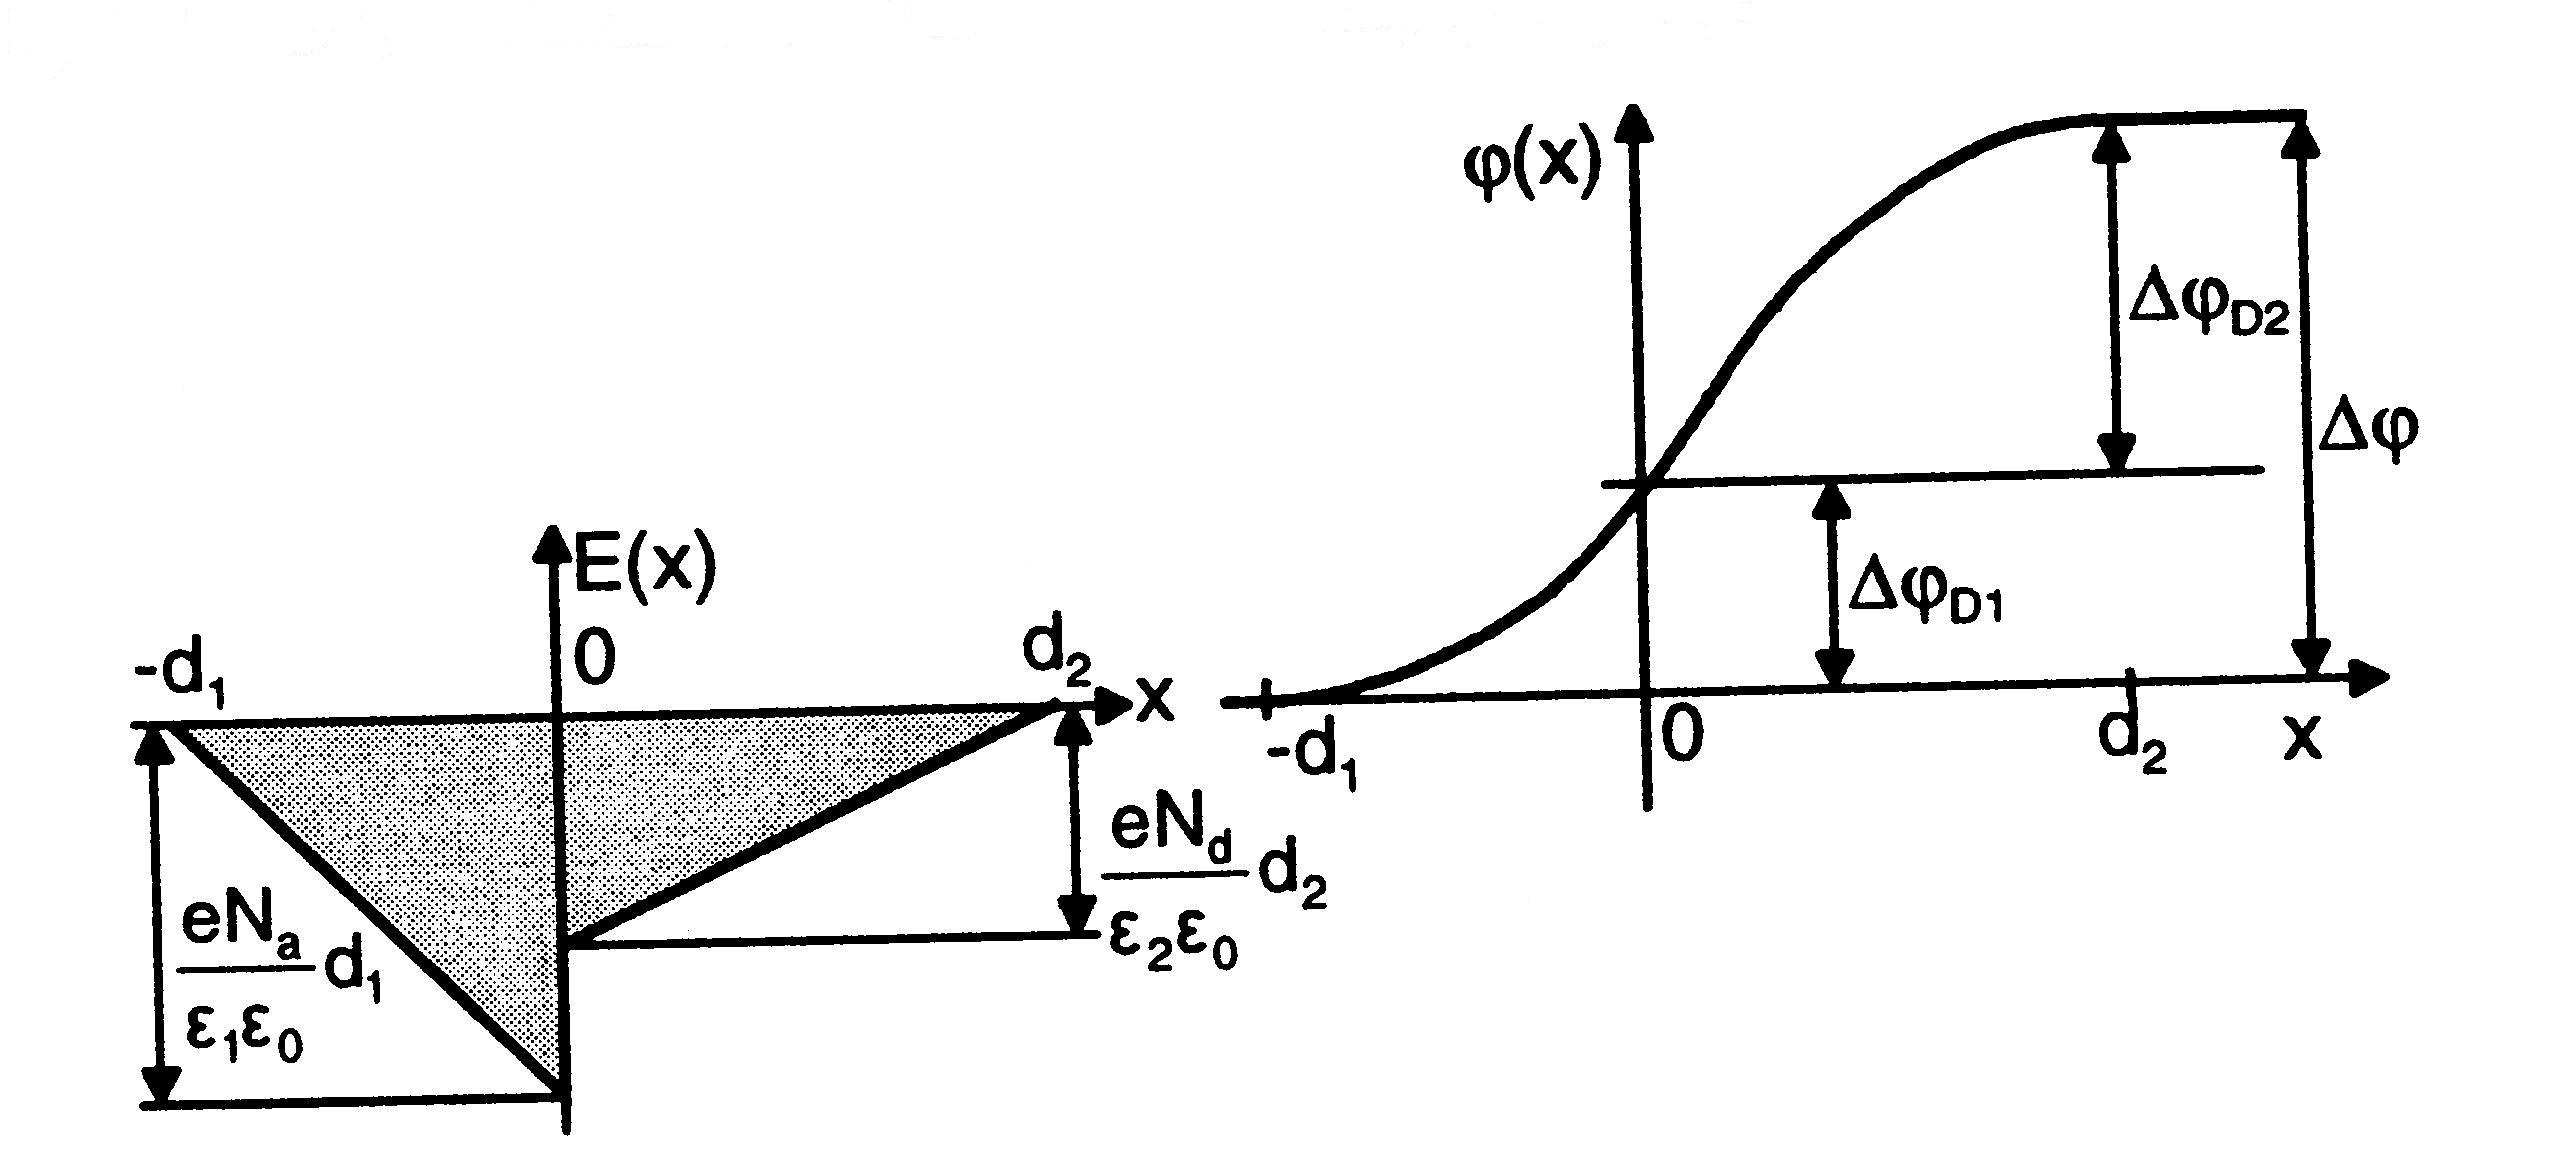 E(x)
0
-d₁
d₂
x
eNₐ
d₁
ε₁ε₀
eN_d
d₂
ε₂ε₀
φ(x)
Δφ_D2
Δφ
Δφ_D1
-d₁
0
d₂
x